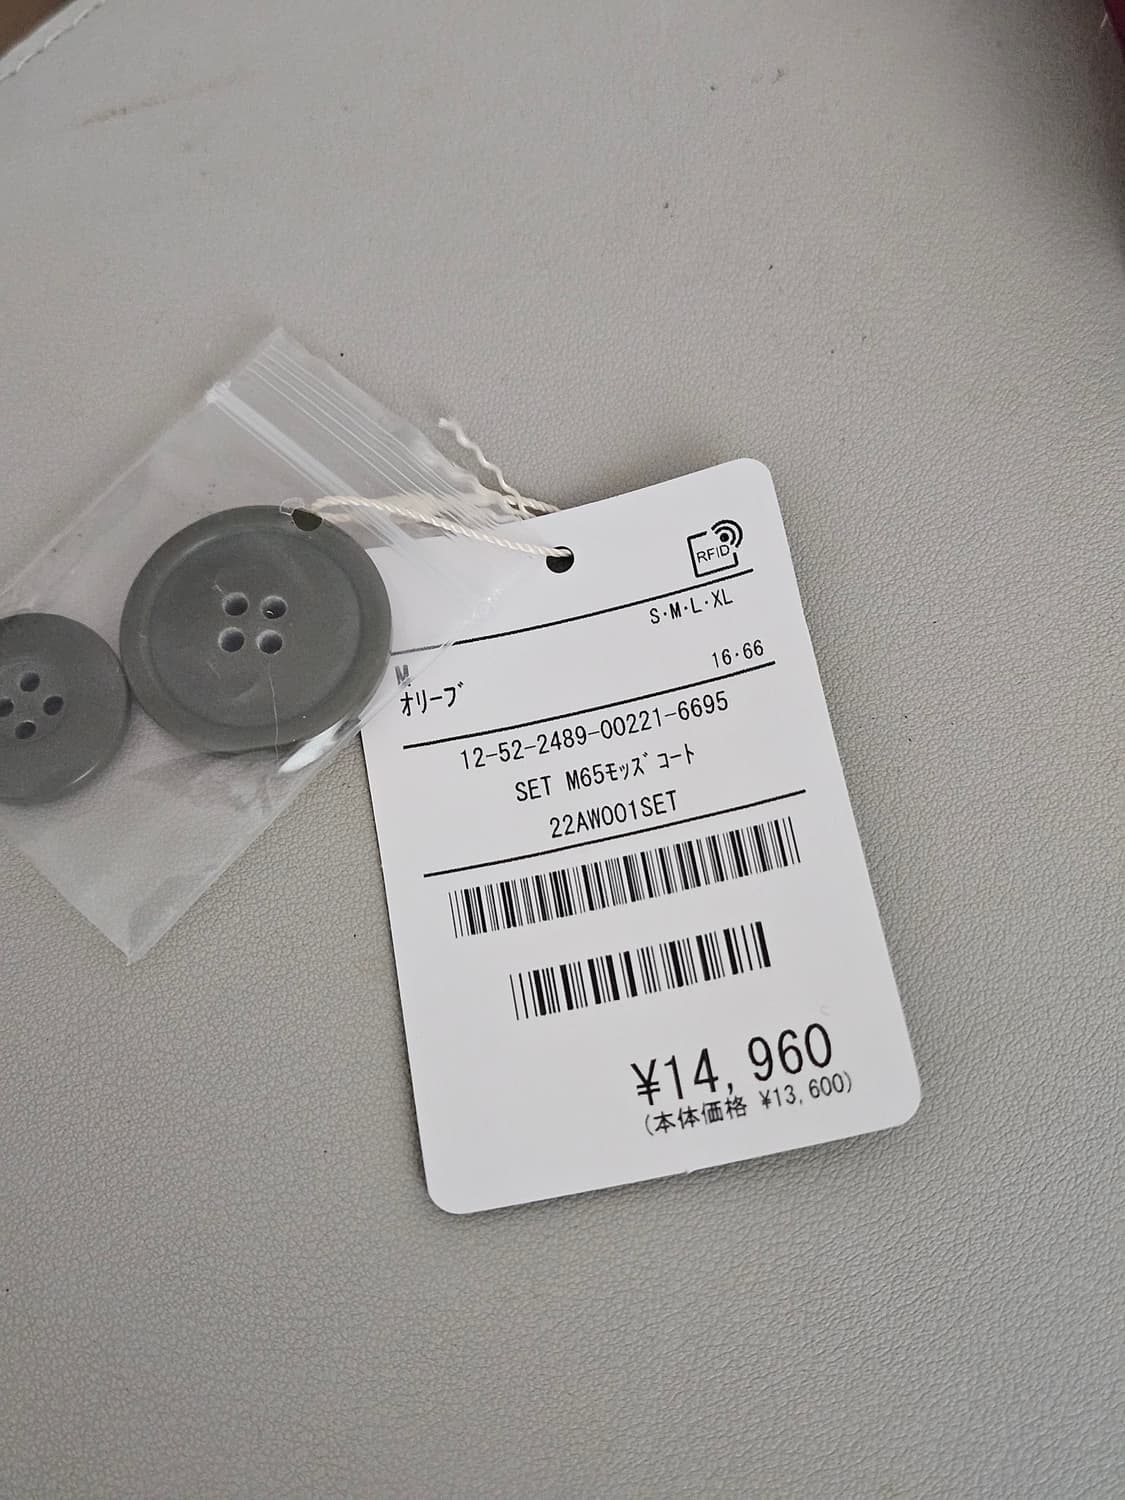 RFID
S·M·L·XL
M
16·66
オリーブ
12-52-2489-00221-6695
SET M65モッズコート
22AW001SET
¥14,960
(本体価格 ¥13,600)